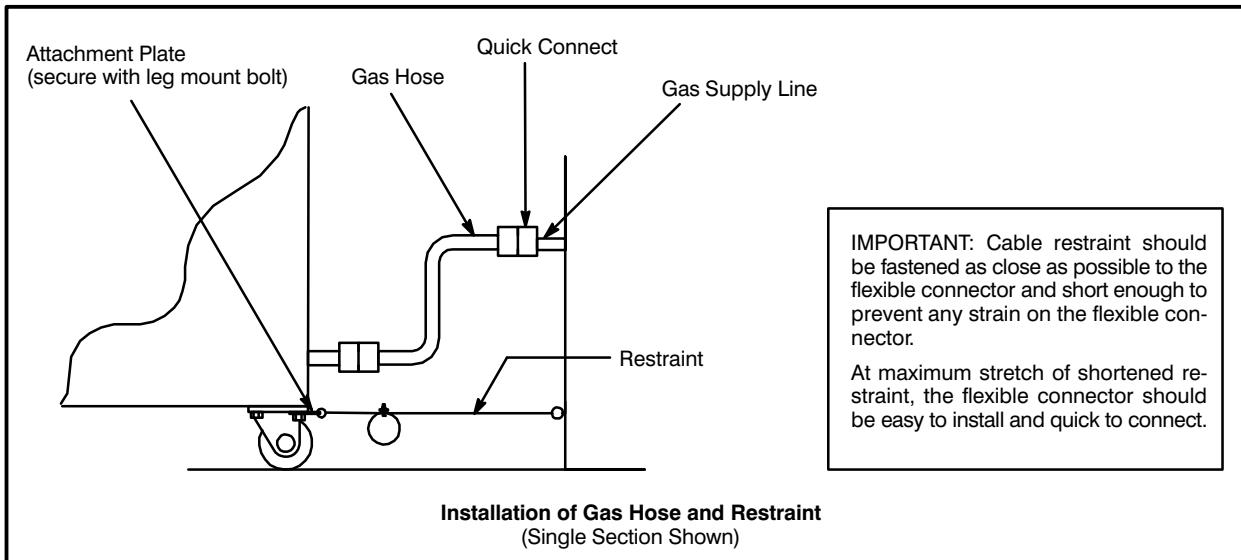 Attachment Plate
(secure with leg mount bolt)
Gas Hose
Quick Connect
Gas Supply Line
Restraint
IMPORTANT: Cable restraint should
be fastened as close as possible to the
flexible connector and short enough to
prevent any strain on the flexible con-
nector.
At maximum stretch of shortened re-
straint, the flexible connector should
be easy to install and quick to connect.
Installation of Gas Hose and Restraint
(Single Section Shown)